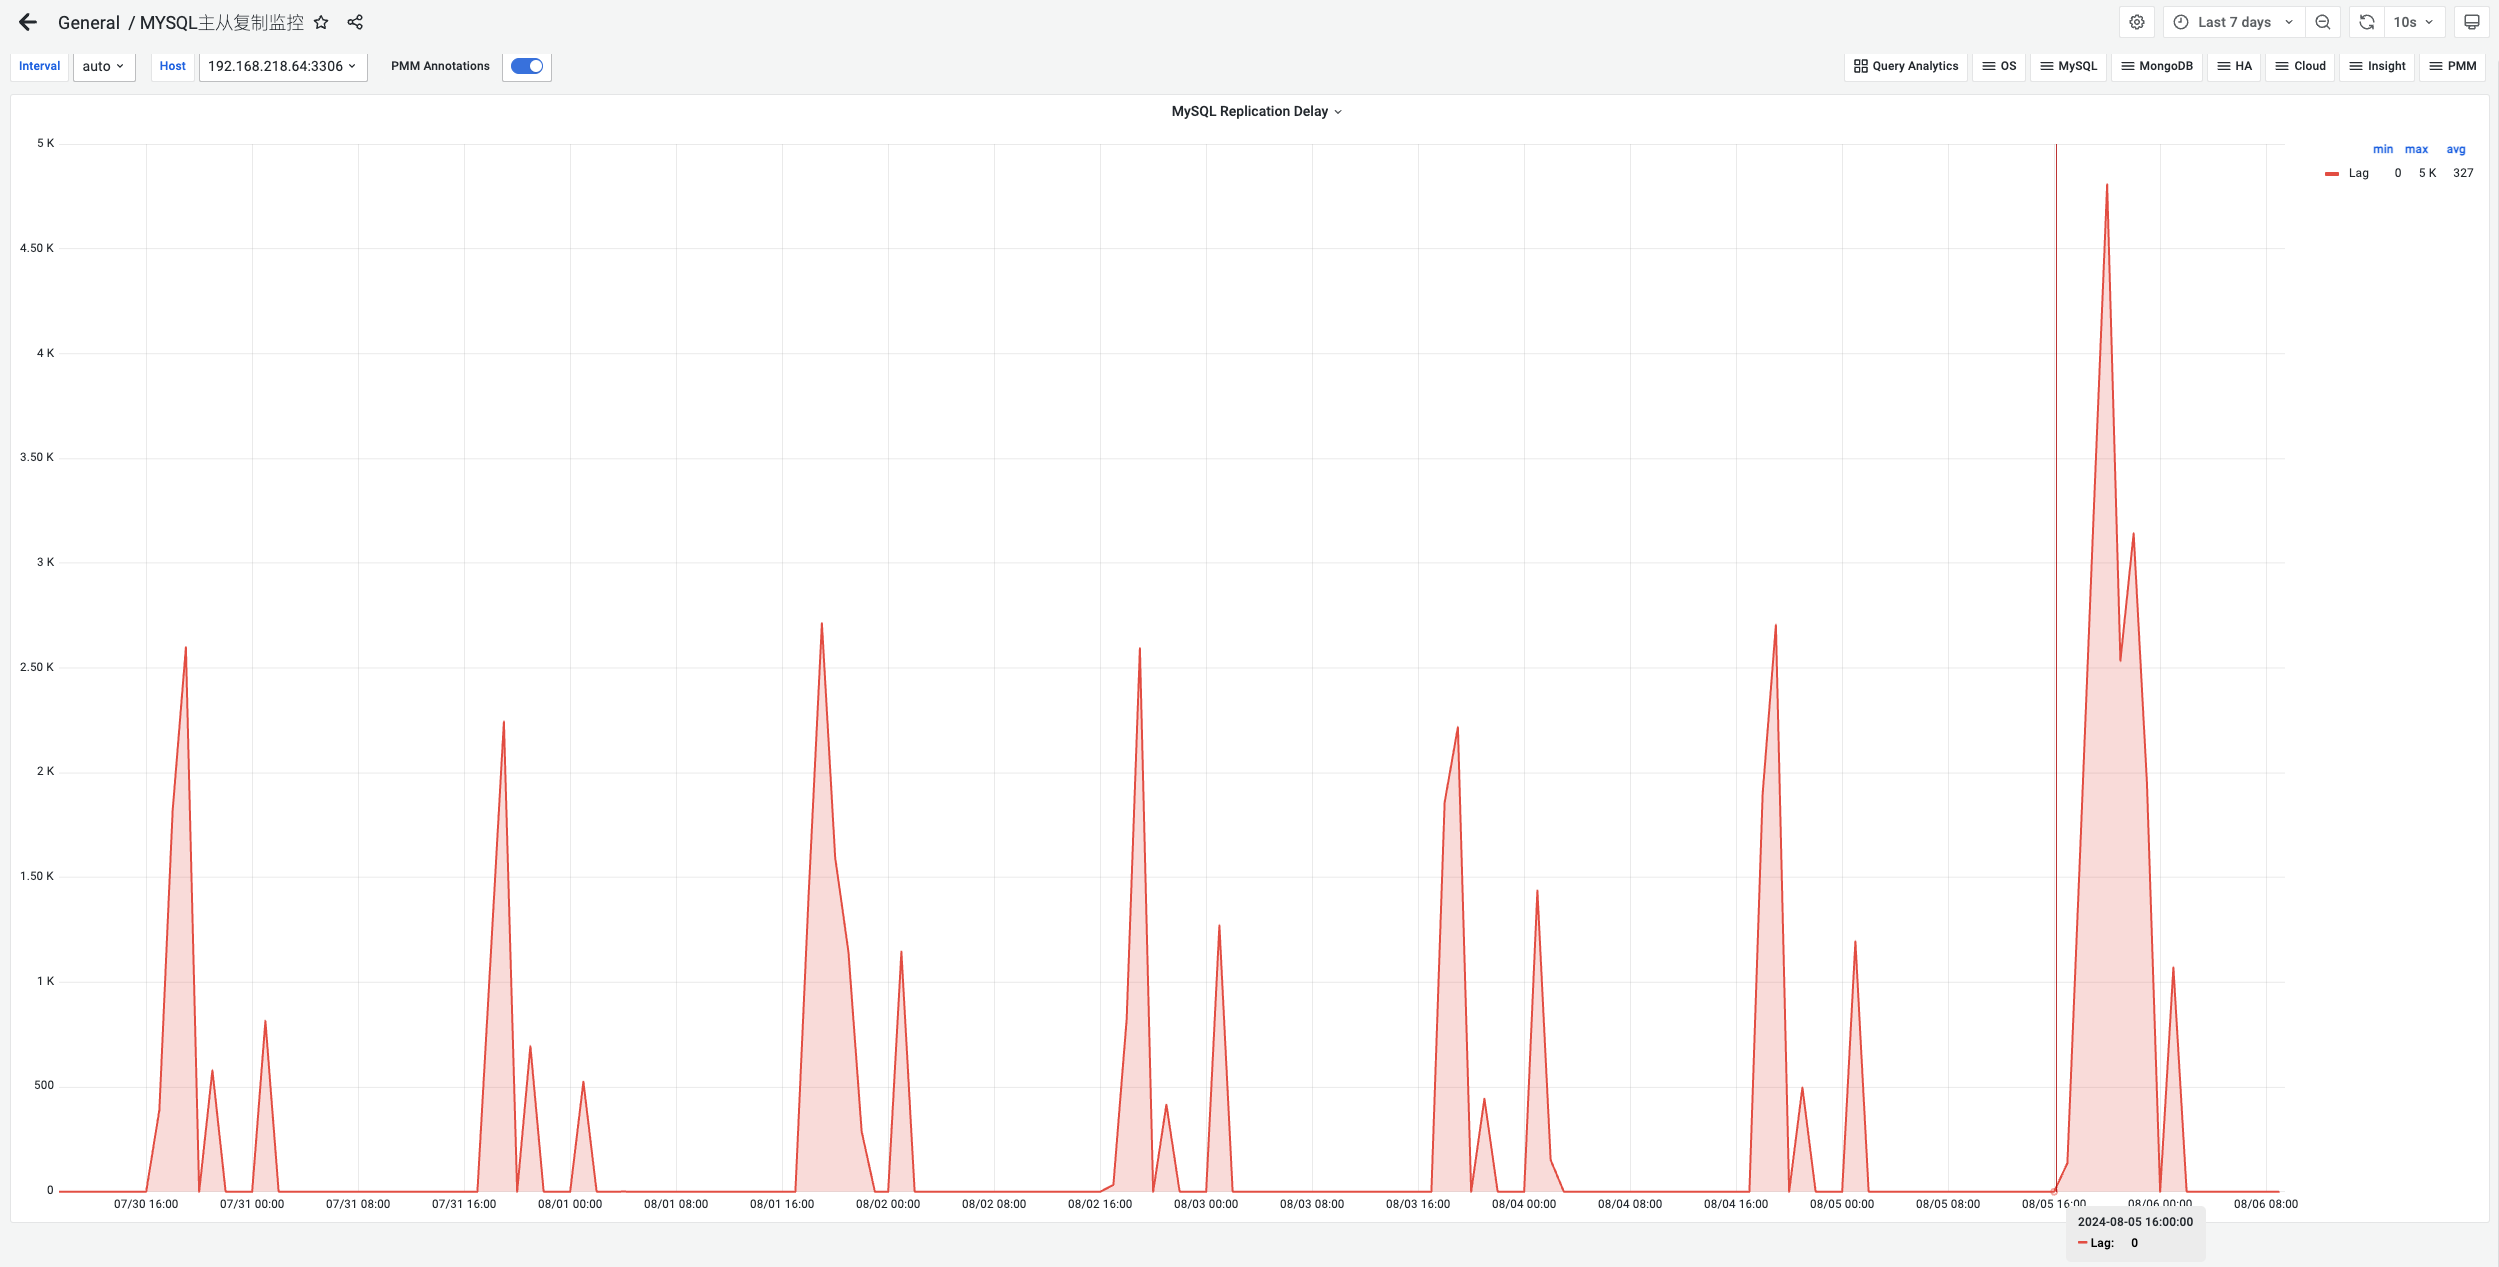 General / MYSQL主从复制监控
Last 7 days
10s
Interval auto Host 192.168.218.64:3306 PMM Annotations
Query Analytics OS MySQL MongoDB HA Cloud Insight PMM
MySQL Replication Delay
min max avg
Lag 0 5 K 327
5 K
4.50 K
4 K
3.50 K
3 K
2.50 K
2 K
1.50 K
1 K
500
0
07/30 16:00 07/31 00:00 07/31 08:00 07/31 16:00 08/01 00:00 08/01 08:00 08/01 16:00 08/02 00:00 08/02 08:00 08/02 16:00 08/03 00:00 08/03 08:00 08/03 16:00 08/04 00:00 08/04 08:00 08/04 16:00 08/05 00:00 08/05 08:00 08/05 16:00 08/06 00:00 08/06 08:00
2024-08-05 16:00:00
Lag: 0